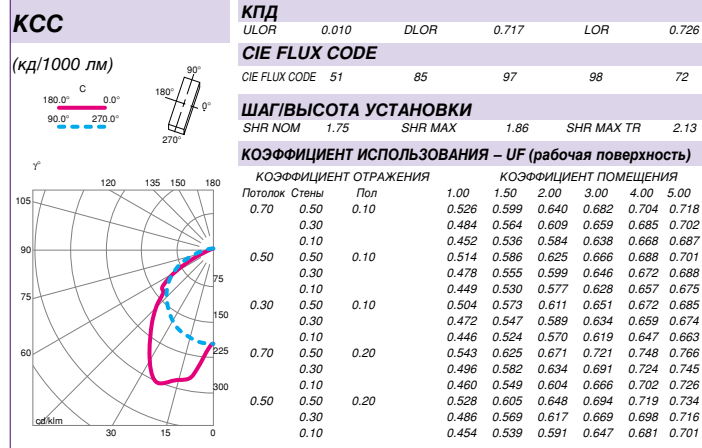 КСС
(кд/1000 лм)
C
180.0° 0.0°
90.0° 270.0°
90°
180°
0°
270°
γ°
120 135 150 180
105
90
75
60
75
150
225
300
cd/klm
30 15 0
КПД
ULOR 0.010 DLOR 0.717 LOR 0.726
CIE FLUX CODE
CIE FLUX CODE 51 85 97 98 72
ШАГ/ВЫСОТА УСТАНОВКИ
SHR NOM 1.75 SHR MAX 1.86 SHR MAX TR 2.13
КОЭФФИЦИЕНТ ИСПОЛЬЗОВАНИЯ – UF (рабочая поверхность)
КОЭФФИЦИЕНТ ОТРАЖЕНИЯ КОЭФФИЦИЕНТ ПОМЕЩЕНИЯ
Потолок Стены Пол 1.00 1.50 2.00 3.00 4.00 5.00
0.70 0.50 0.10 0.526 0.599 0.640 0.682 0.704 0.718
0.30 0.484 0.564 0.609 0.659 0.685 0.702
0.10 0.452 0.536 0.584 0.638 0.668 0.687
0.50 0.50 0.10 0.514 0.586 0.625 0.666 0.688 0.701
0.30 0.478 0.555 0.599 0.646 0.672 0.688
0.10 0.449 0.530 0.577 0.628 0.657 0.675
0.30 0.50 0.10 0.504 0.573 0.611 0.651 0.672 0.685
0.30 0.472 0.547 0.589 0.634 0.659 0.674
0.10 0.446 0.524 0.570 0.619 0.647 0.663
0.70 0.50 0.20 0.543 0.625 0.671 0.721 0.748 0.766
0.30 0.496 0.582 0.634 0.691 0.724 0.745
0.10 0.460 0.549 0.604 0.666 0.702 0.726
0.50 0.50 0.20 0.528 0.605 0.648 0.694 0.719 0.734
0.30 0.486 0.569 0.617 0.669 0.698 0.716
0.10 0.454 0.539 0.591 0.647 0.681 0.701